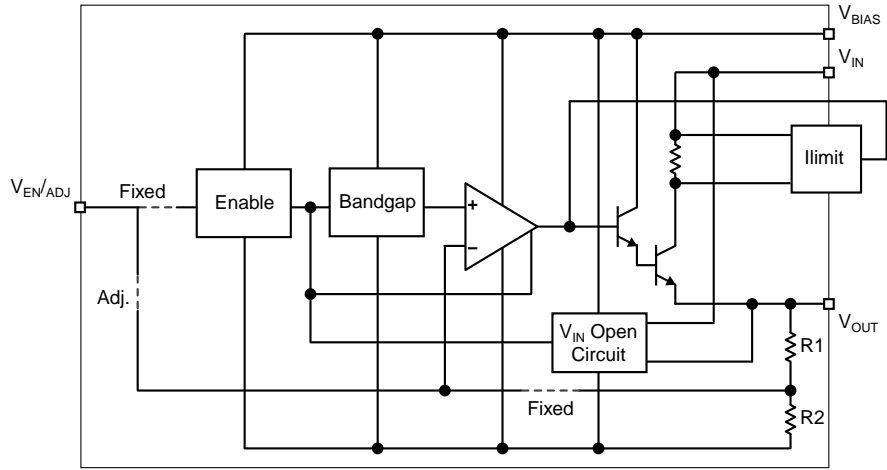 VBIAS
VIN
Ilimit
VEN/ADJ
Fixed
Enable
Bandgap
+
−
Adj.
VIN Open
Circuit
VOUT
R1
Fixed
R2